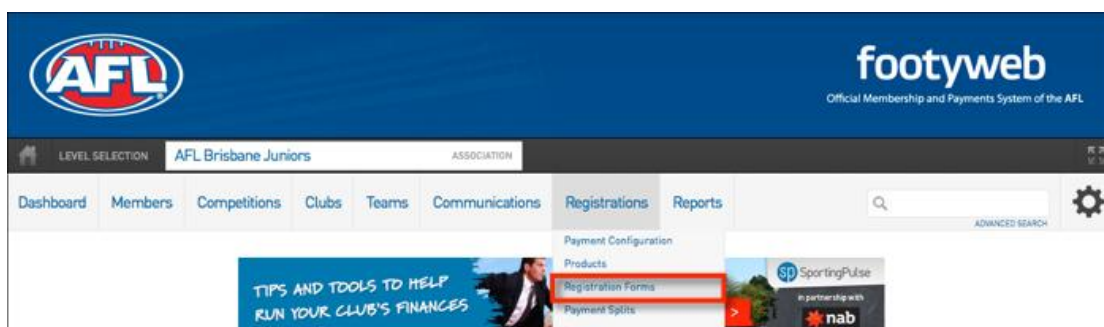 AFL
footyweb
Official Membership and Payments System of the AFL
LEVEL SELECTION AFL Brisbane Juniors ASSOCIATION
Dashboard Members Competitions Clubs Teams Communications Registrations Reports
ADVANCED SEARCH
Payment Configuration
Products
Registration Forms
Payment Splits
TIPS AND TOOLS TO HELP
RUN YOUR CLUB'S FINANCES
>
sp SportingPulse
in partnership with
nab